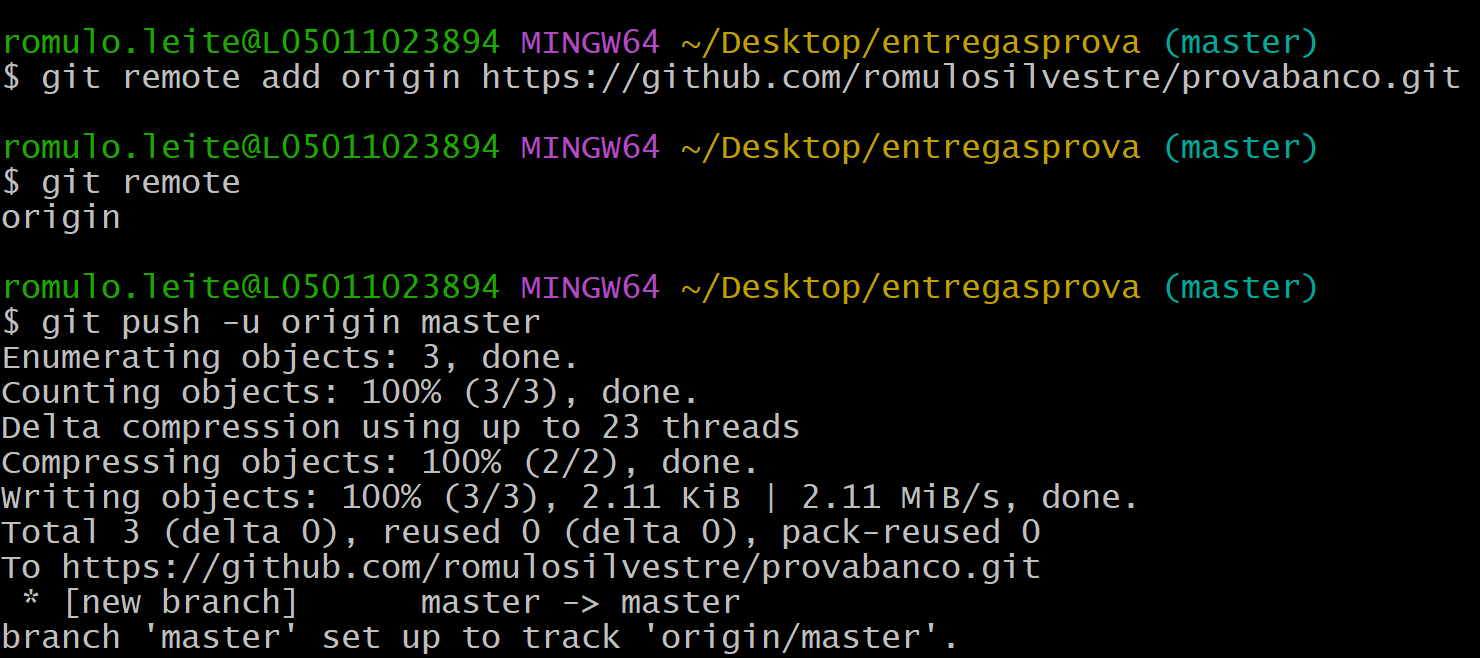 romulo.leite@L05011023894 MINGW64 ~/Desktop/entregasprova (master)
$ git remote add origin https://github.com/romulosilvestre/provabanco.git
romulo.leite@L05011023894 MINGW64 ~/Desktop/entregasprova (master)
$ git remote
origin
romulo.leite@L05011023894 MINGW64 ~/Desktop/entregasprova (master)
$ git push -u origin master
Enumerating objects: 3, done.
Counting objects: 100% (3/3), done.
Delta compression using up to 23 threads
Compressing objects: 100% (2/2), done.
Writing objects: 100% (3/3), 2.11 KiB | 2.11 MiB/s, done.
Total 3 (delta 0), reused 0 (delta 0), pack-reused 0
To https://github.com/romulosilvestre/provabanco.git
 * [new branch]      master -> master
branch 'master' set up to track 'origin/master'.